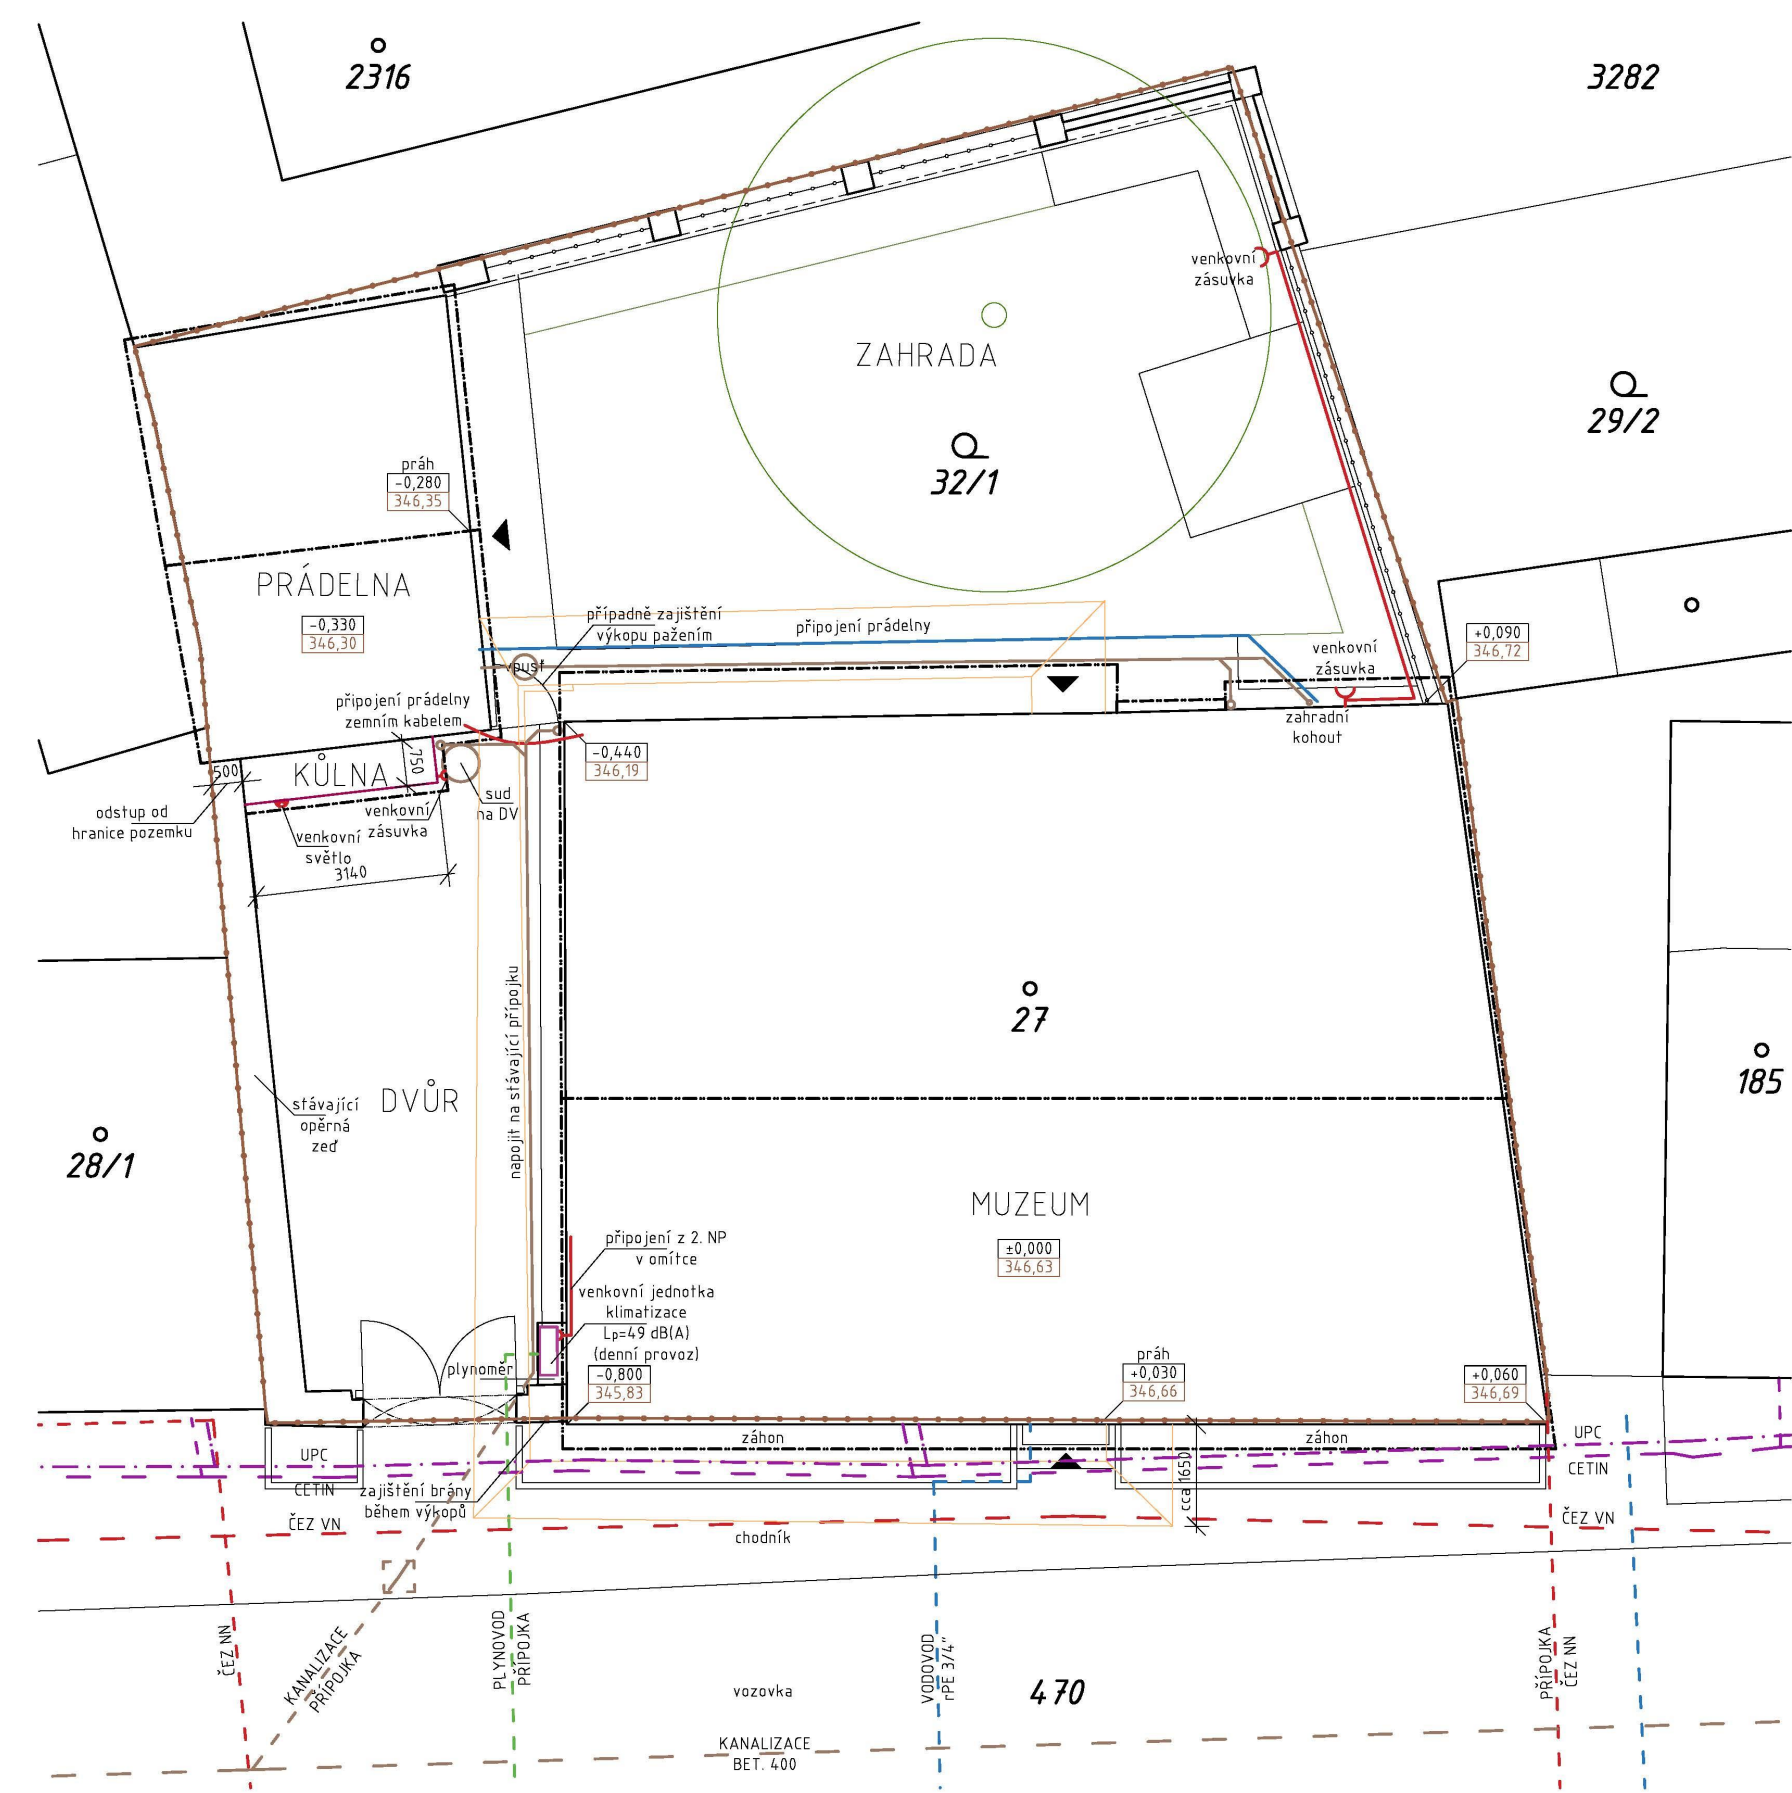 2316
3282
venkovní
zásuvka
ZAHRADA
29/2
32/1
práh
-0,280
346,35
PRÁDELNA
-0,330
346,30
případně zajištění
výkopu pažením
připojení prádelny
+0,090
346,72
venkovní
zásuvka
vpusť
připojení prádelny
zemním kabelem
zahradní
kohout
-0,440
346,19
500
KŮLNA
750
sud
na DV
odstup od
hranice pozemku
venkovní
zásuvka
venkovní
světlo
3140
napojit na stávající přípojku
27
185
DVŮR
stávající
opěrná
zeď
28/1
MUZEUM
±0,000
346,63
připojení z 2. NP
v omítce
venkovní jednotka
klimatizace
Lp=49 dB(A)
(denní provoz)
plynoměr
-0,800
345,83
práh
+0,030
346,66
+0,060
346,69
záhon
záhon
UPC
UPC
CETIN
CETIN
zajištění brány
během výkopů
cca 1650
ČEZ VN
ČEZ VN
chodník
ČEZ NN
KANALIZACE
PŘÍPOJKA
PLYNOVOD
PŘÍPOJKA
VODOVOD
rPE 3/4"
PŘÍPOJKA
ČEZ NN
vozovka
470
KANALIZACE
BET. 400